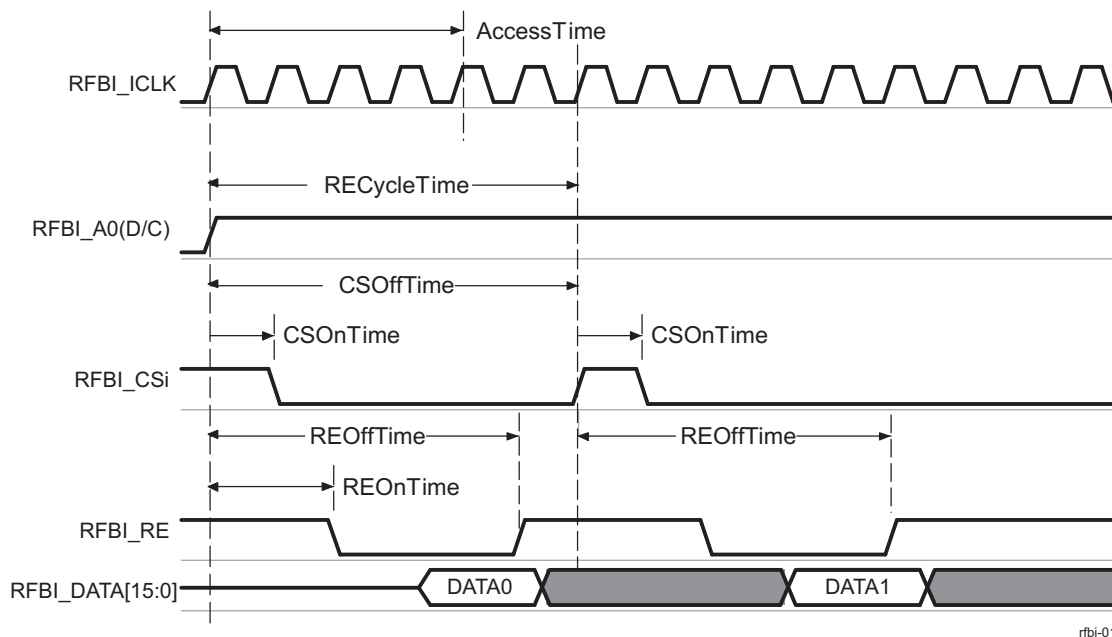 AccessTime
RFBI_ICLK
RECycleTime
RFBI_A0(D/C)
CSOffTime
CSOnTime CSOnTime
RFBI_CSi
REOffTime REOffTime
REOnTime
RFBI_RE
RFBI_DATA[15:0] DATA0 DATA1